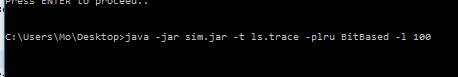 Press ENTER to proceed..
C:\Users\Mo\Desktop>java -jar sim.jar -t ls.trace -plru BitBased -l 100